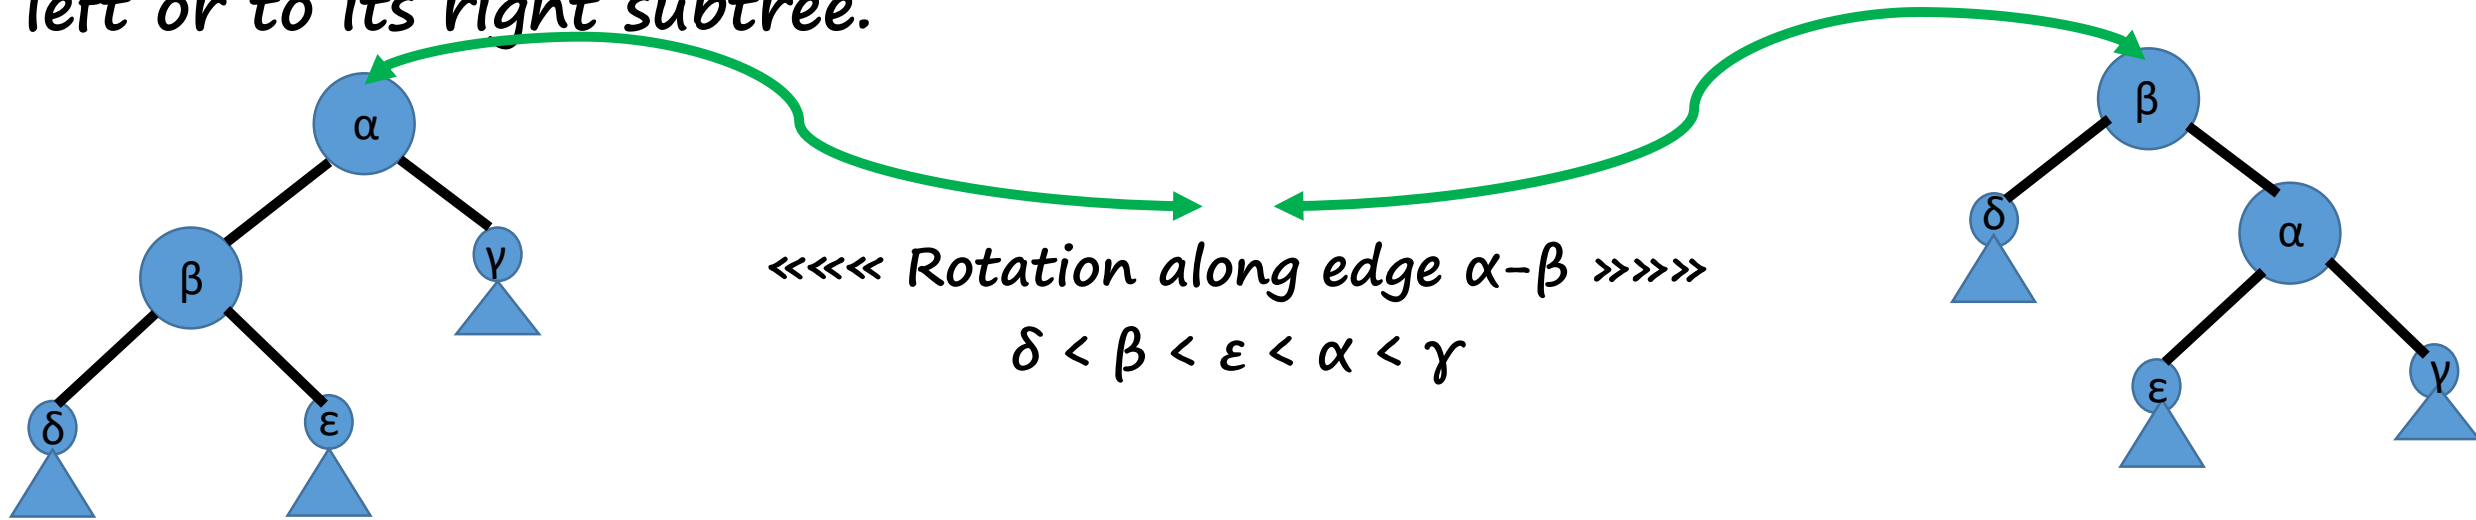 left or to its right subtree.
α
β
γ
δ
ε
<<<<< Rotation along edge α-β >>>>>
δ < β < ε < α < γ
β
δ
α
ε
γ